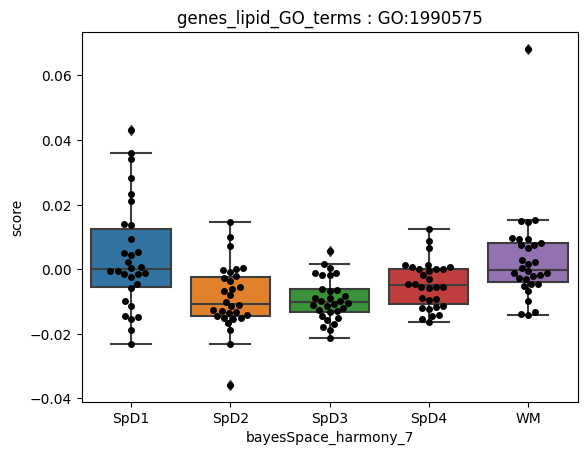 genes_lipid_GO_terms : GO:1990575
0.06
0.04
0.02
0.00
−0.02
−0.04
score
SpD1 SpD2 SpD3 SpD4 WM
bayesSpace_harmony_7